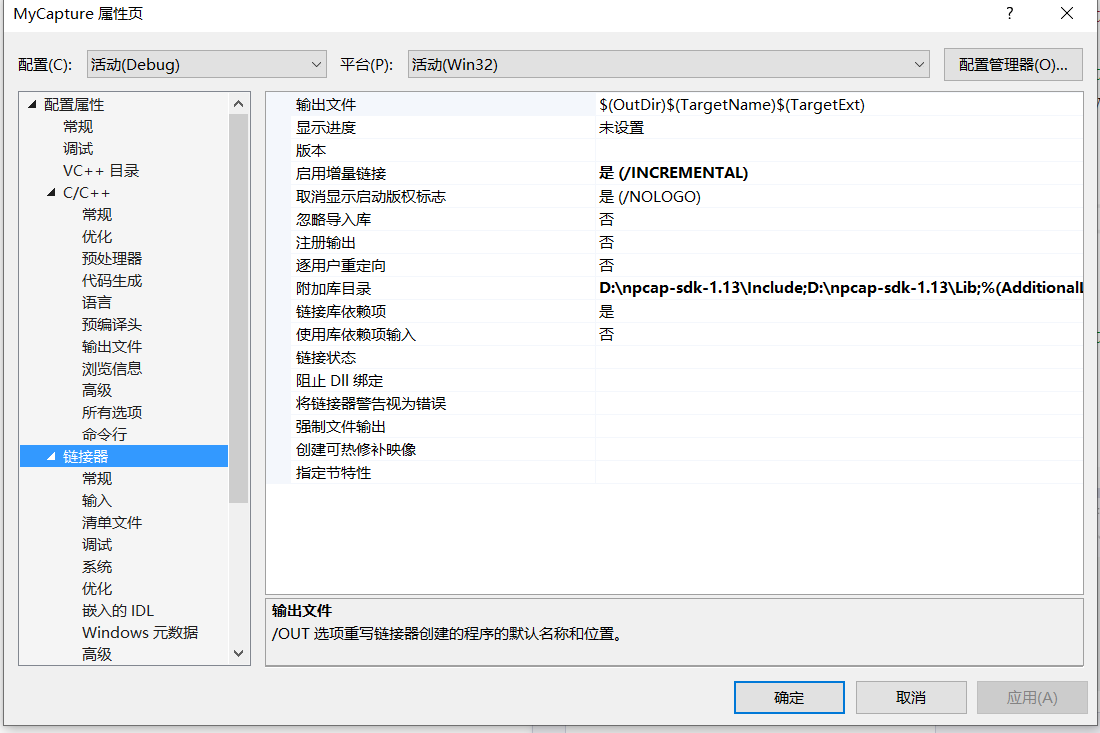 MyCapture 属性页
?
配置(C): 活动(Debug) 平台(P): 活动(Win32) 配置管理器(O)...
配置属性
常规
调试
VC++ 目录
C/C++
常规
优化
预处理器
代码生成
语言
预编译头
输出文件
浏览信息
高级
所有选项
命令行
链接器
常规
输入
清单文件
调试
系统
优化
嵌入的 IDL
Windows 元数据
高级
输出文件 $(OutDir)$(TargetName)$(TargetExt)
显示进度 未设置
版本
启用增量链接 是 (/INCREMENTAL)
取消显示启动版权标志 是 (/NOLOGO)
忽略导入库 否
注册输出 否
逐用户重定向 否
附加库目录 D:\npcap-sdk-1.13\Include;D:\npcap-sdk-1.13\Lib;%(AdditionalL
链接库依赖项 是
使用库依赖项输入 否
链接状态
阻止 Dll 绑定
将链接器警告视为错误
强制文件输出
创建可热修补映像
指定节特性
输出文件
/OUT 选项重写链接器创建的程序的默认名称和位置。
确定 取消 应用(A)